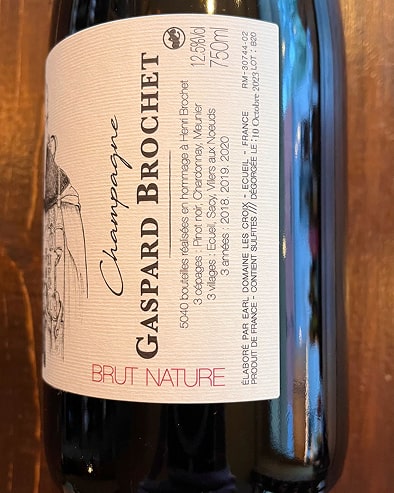 Champagne
GASPARD BROCHET
BRUT NATURE
5040 bouteilles réalisées en hommage à Henri Brochet
3 cépages : Pinot noir, Chardonnay, Meunier
3 villages : Ecueil, Sacy, Villers aux Noeuds
3 années : 2018. 2019. 2020
12.5%Vol
750ml
ÉLABORÉ PAR EARL DOMAINE LES CROIX - ECUEIL - FRANCE RM-30744-02
PRODUIT DE FRANCE - CONTIENT SULFITES /// DÉGORGÉE LE : 10 Octobre 2023 LOT : B20